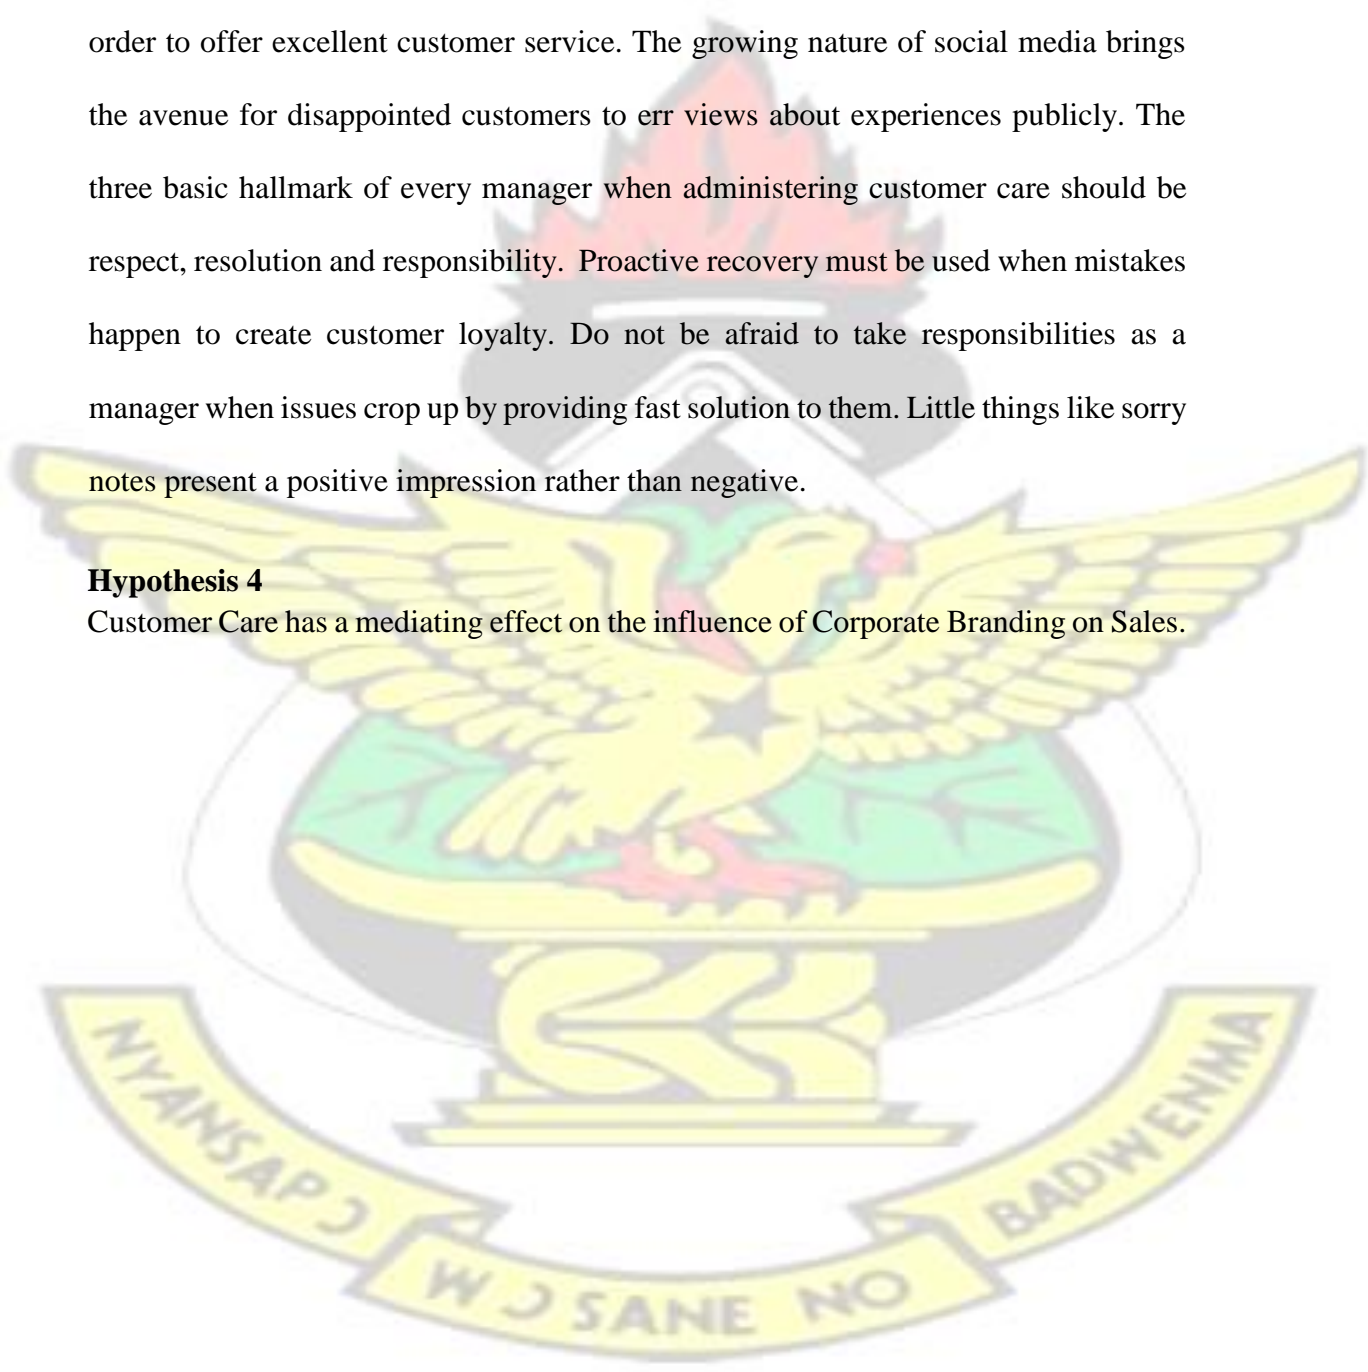 order to offer excellent customer service. The growing nature of social media brings
the avenue for disappointed customers to err views about experiences publicly. The
three basic hallmark of every manager when administering customer care should be
respect, resolution and responsibility.  Proactive recovery must be used when mistakes
happen to create customer loyalty. Do not be afraid to take responsibilities as a
manager when issues crop up by providing fast solution to them. Little things like sorry
notes present a positive impression rather than negative.
Hypothesis 4
Customer Care has a mediating effect on the influence of Corporate Branding on Sales.
NYANSAPƆ
WƆ SANE NO
BADWENMA